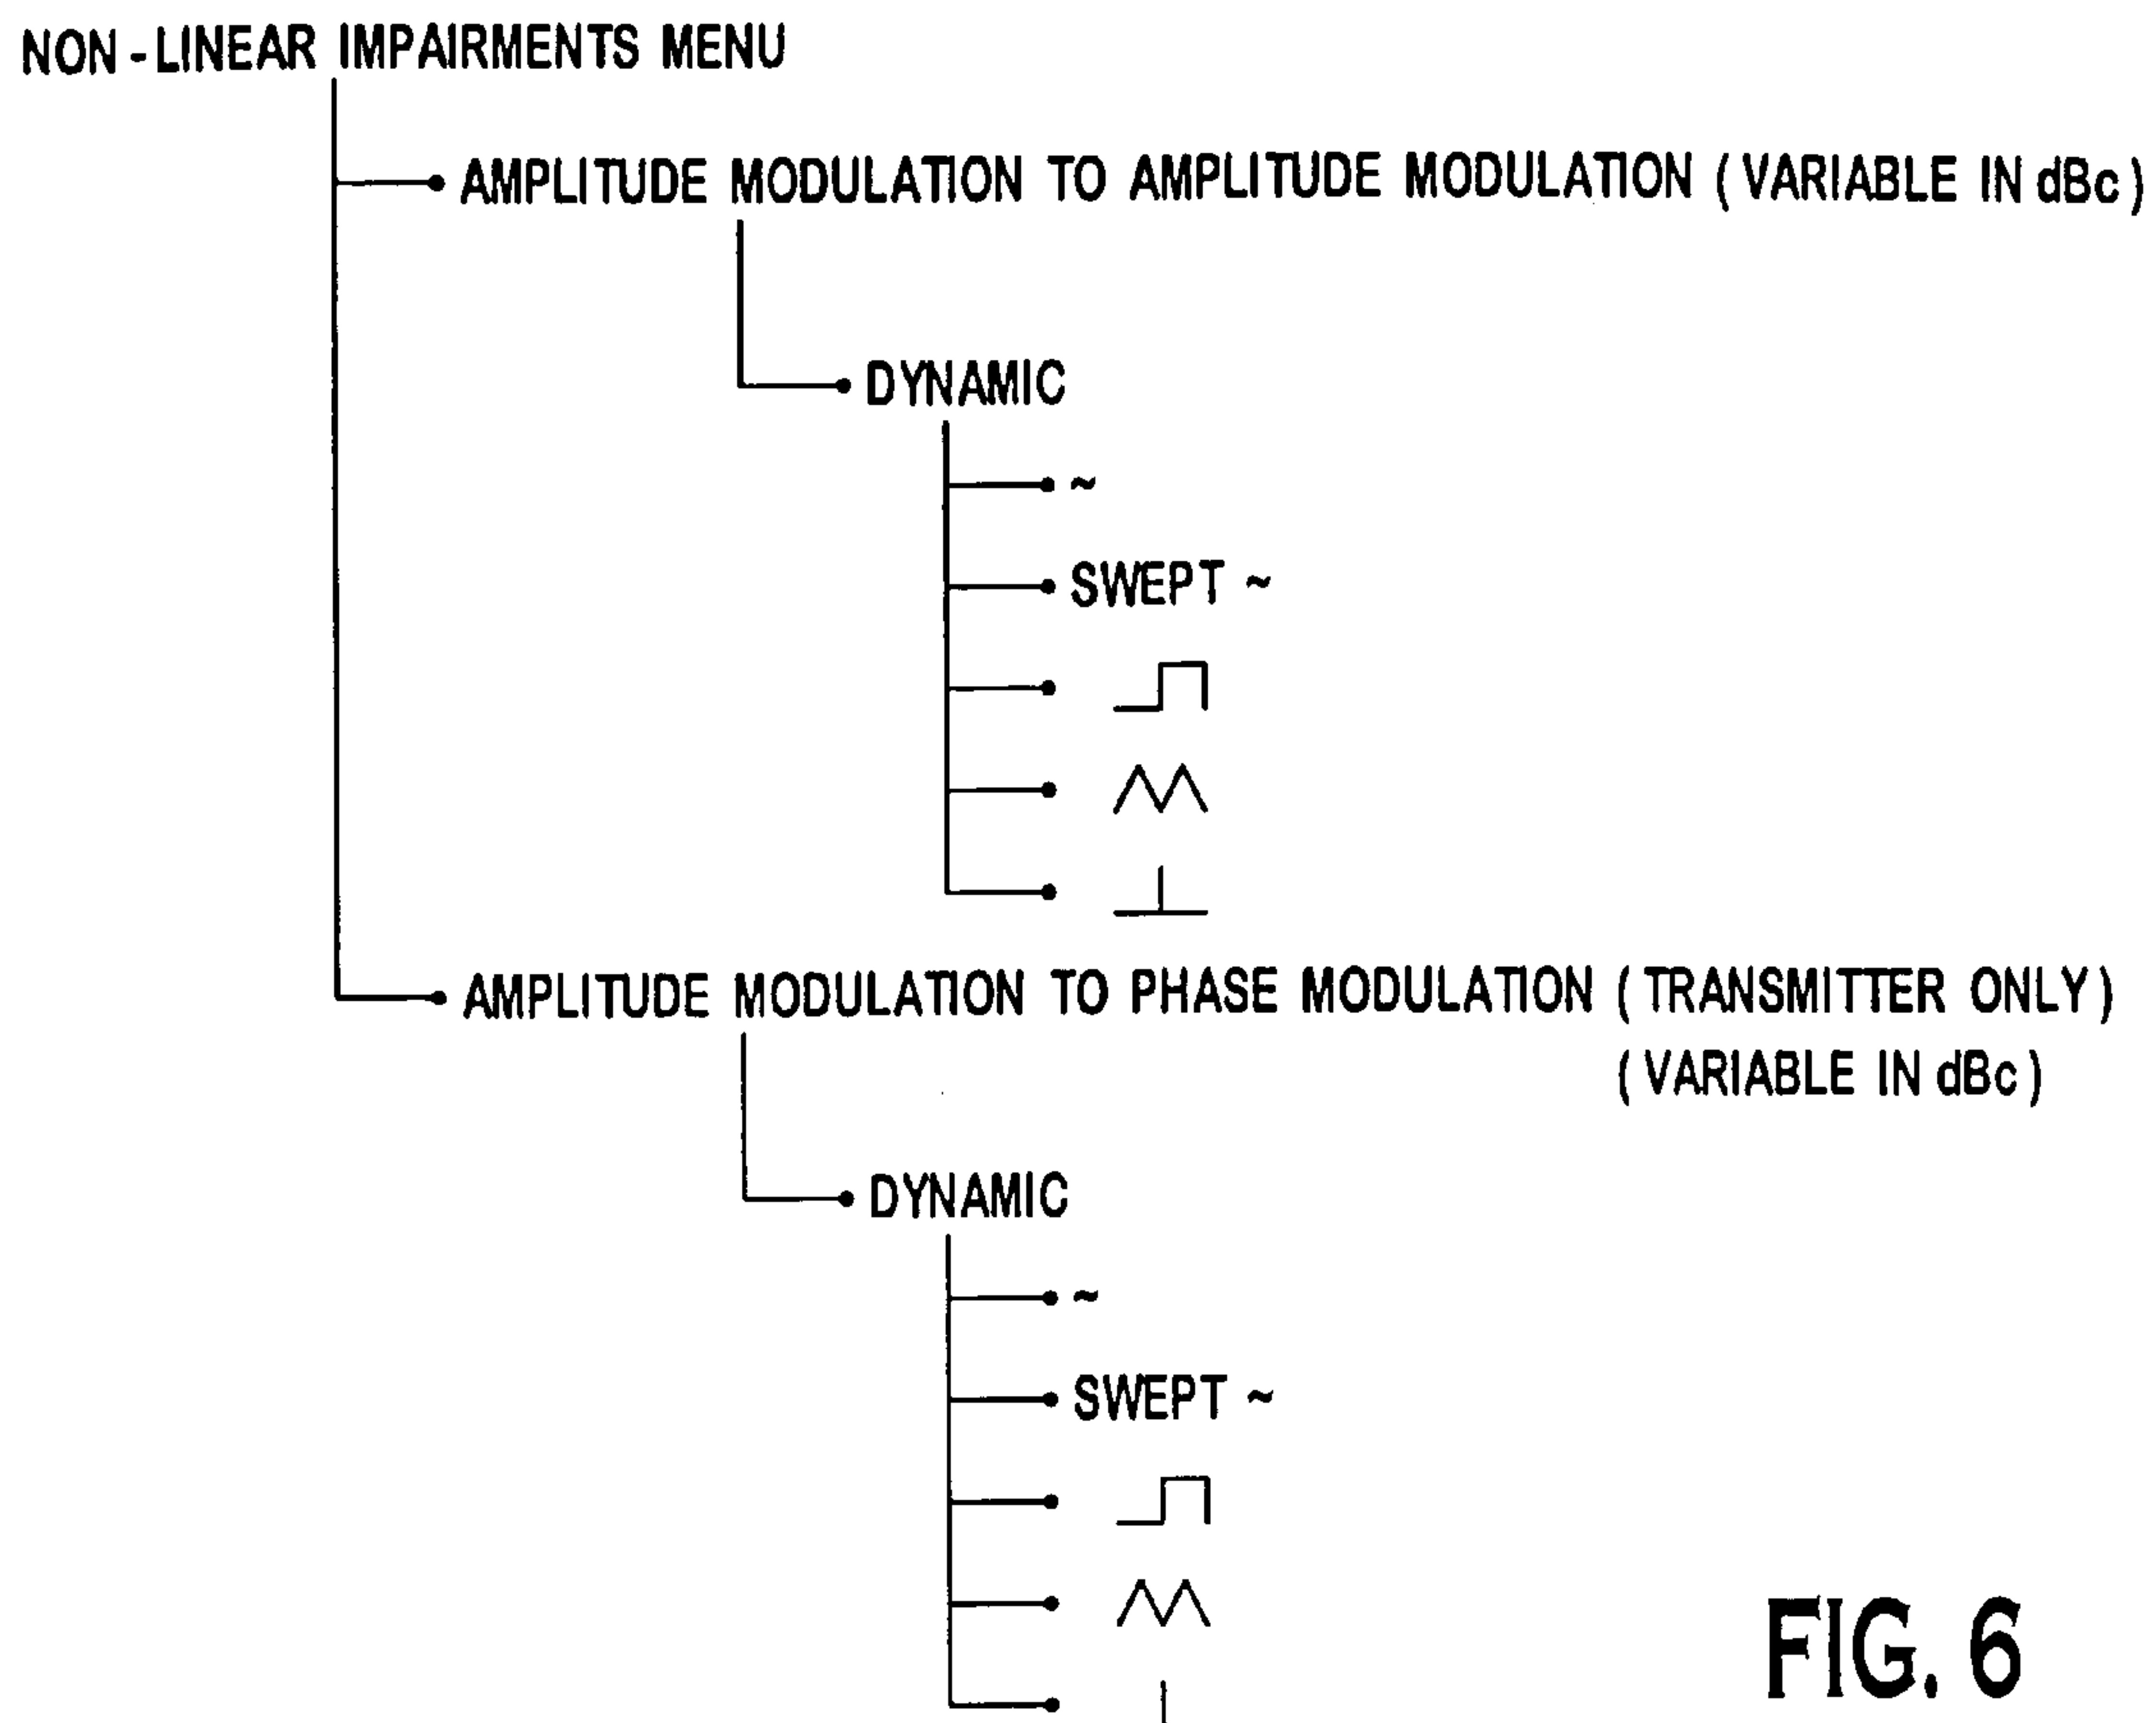 NON-LINEAR IMPAIRMENTS MENU
AMPLITUDE MODULATION TO AMPLITUDE MODULATION (VARIABLE IN dBc)
DYNAMIC
~
SWEPT ~
AMPLITUDE MODULATION TO PHASE MODULATION (TRANSMITTER ONLY)
(VARIABLE IN dBc)
DYNAMIC
~
SWEPT ~
FIG. 6